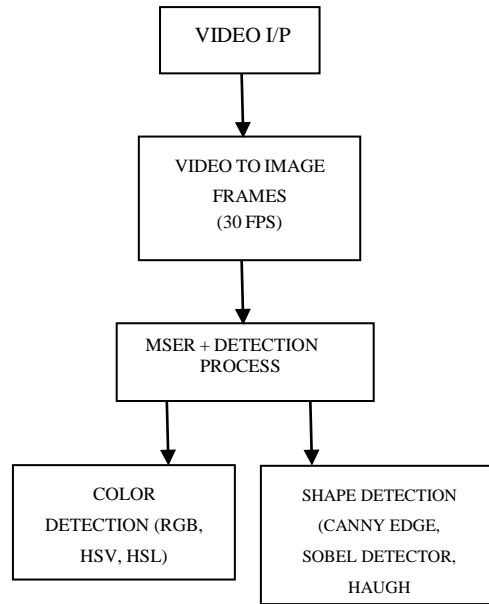 VIDEO I/P
VIDEO TO IMAGE
FRAMES
(30 FPS)
MSER + DETECTION
PROCESS
COLOR
DETECTION (RGB,
HSV, HSL)
SHAPE DETECTION
(CANNY EDGE,
SOBEL DETECTOR,
HAUGH